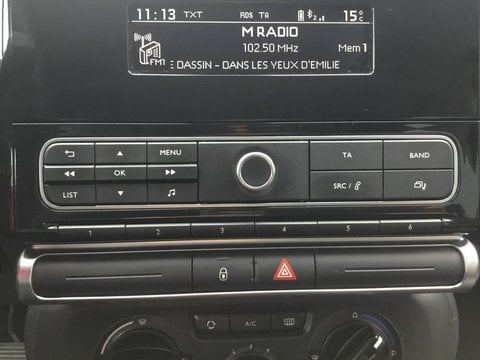 11:13 TXT RDS TA 2 15°C
M RADIO
102.50 MHz Mem 1
FM1
E DASSIN - DANS LES YEUX D'EMILIE
MENU TA BAND
OK
LIST SRC /
1 2 3 4 5 6
A/C